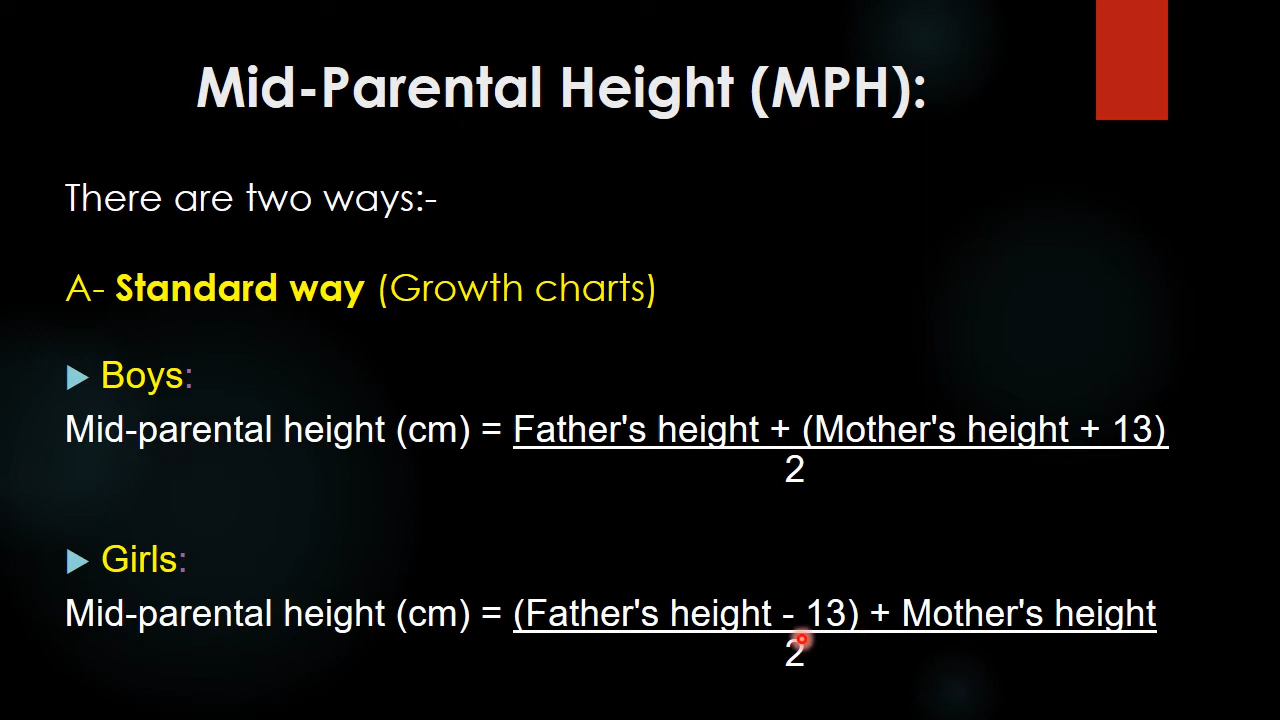 Mid-Parental Height (MPH):
There are two ways:-
A- Standard way (Growth charts)
Boys:
Mid-parental height (cm) = Father's height + (Mother's height + 13)
2
Girls:
Mid-parental height (cm) = (Father's height - 13) + Mother's height
2